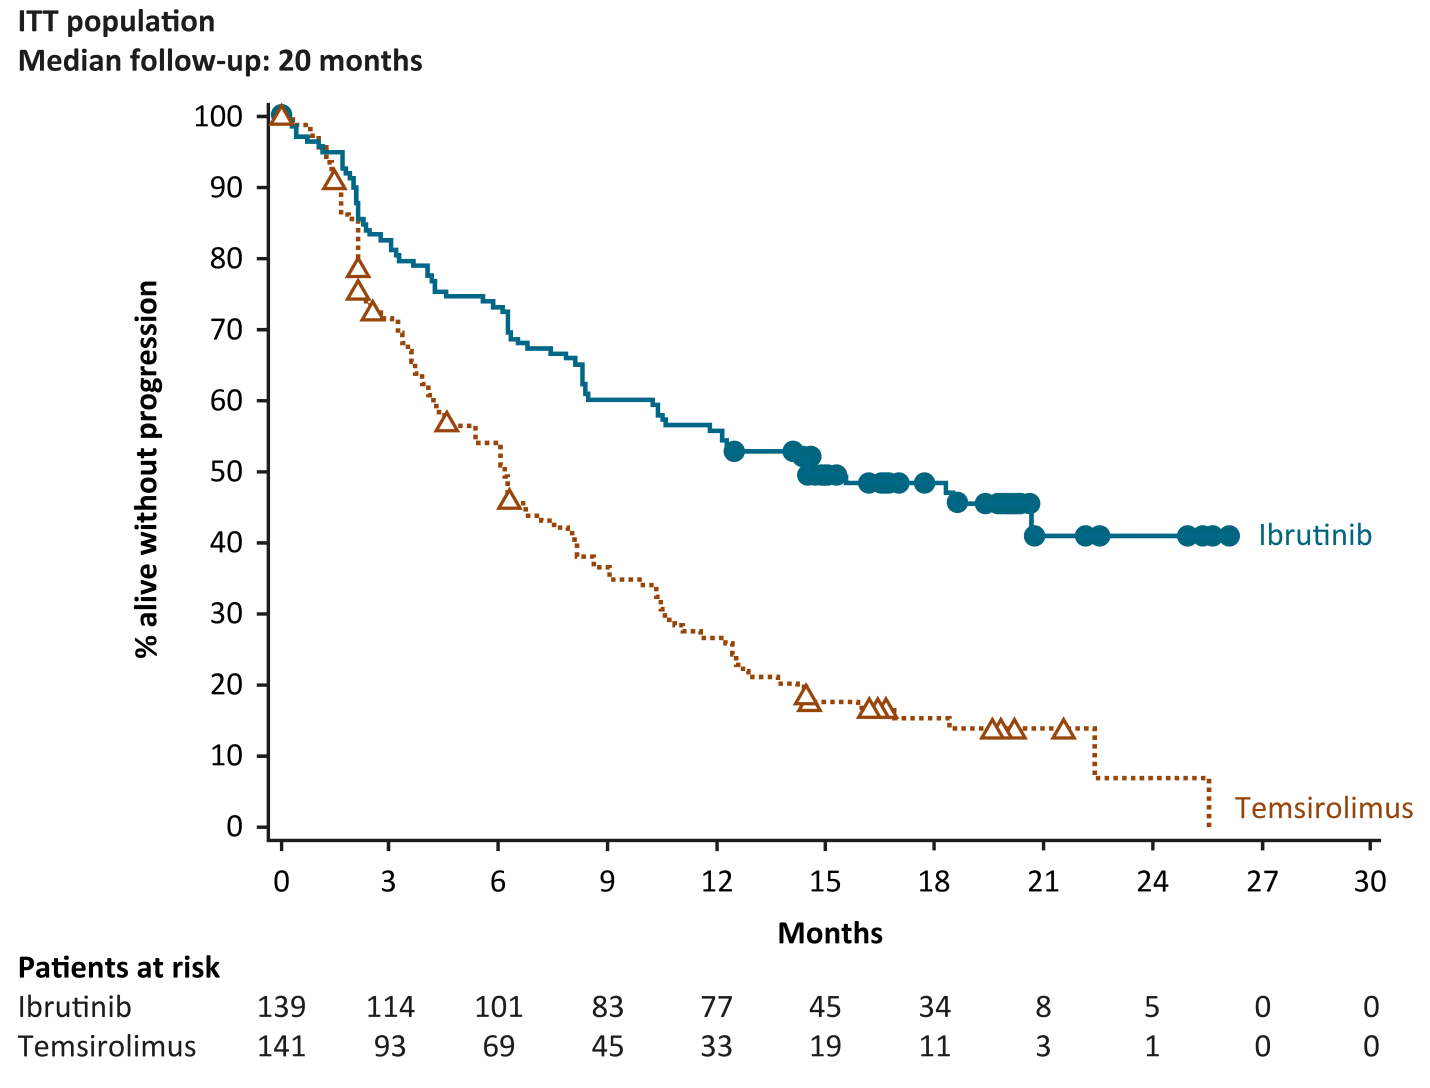 ITT population
Median follow-up: 20 months
% alive without progression
100
90
80
70
60
50
40
30
20
10
0
Ibrutinib
Temsirolimus
0 3 6 9 12 15 18 21 24 27 30
Months
Patients at risk
Ibrutinib 139 114 101 83 77 45 34 8 5 0 0
Temsirolimus 141 93 69 45 33 19 11 3 1 0 0